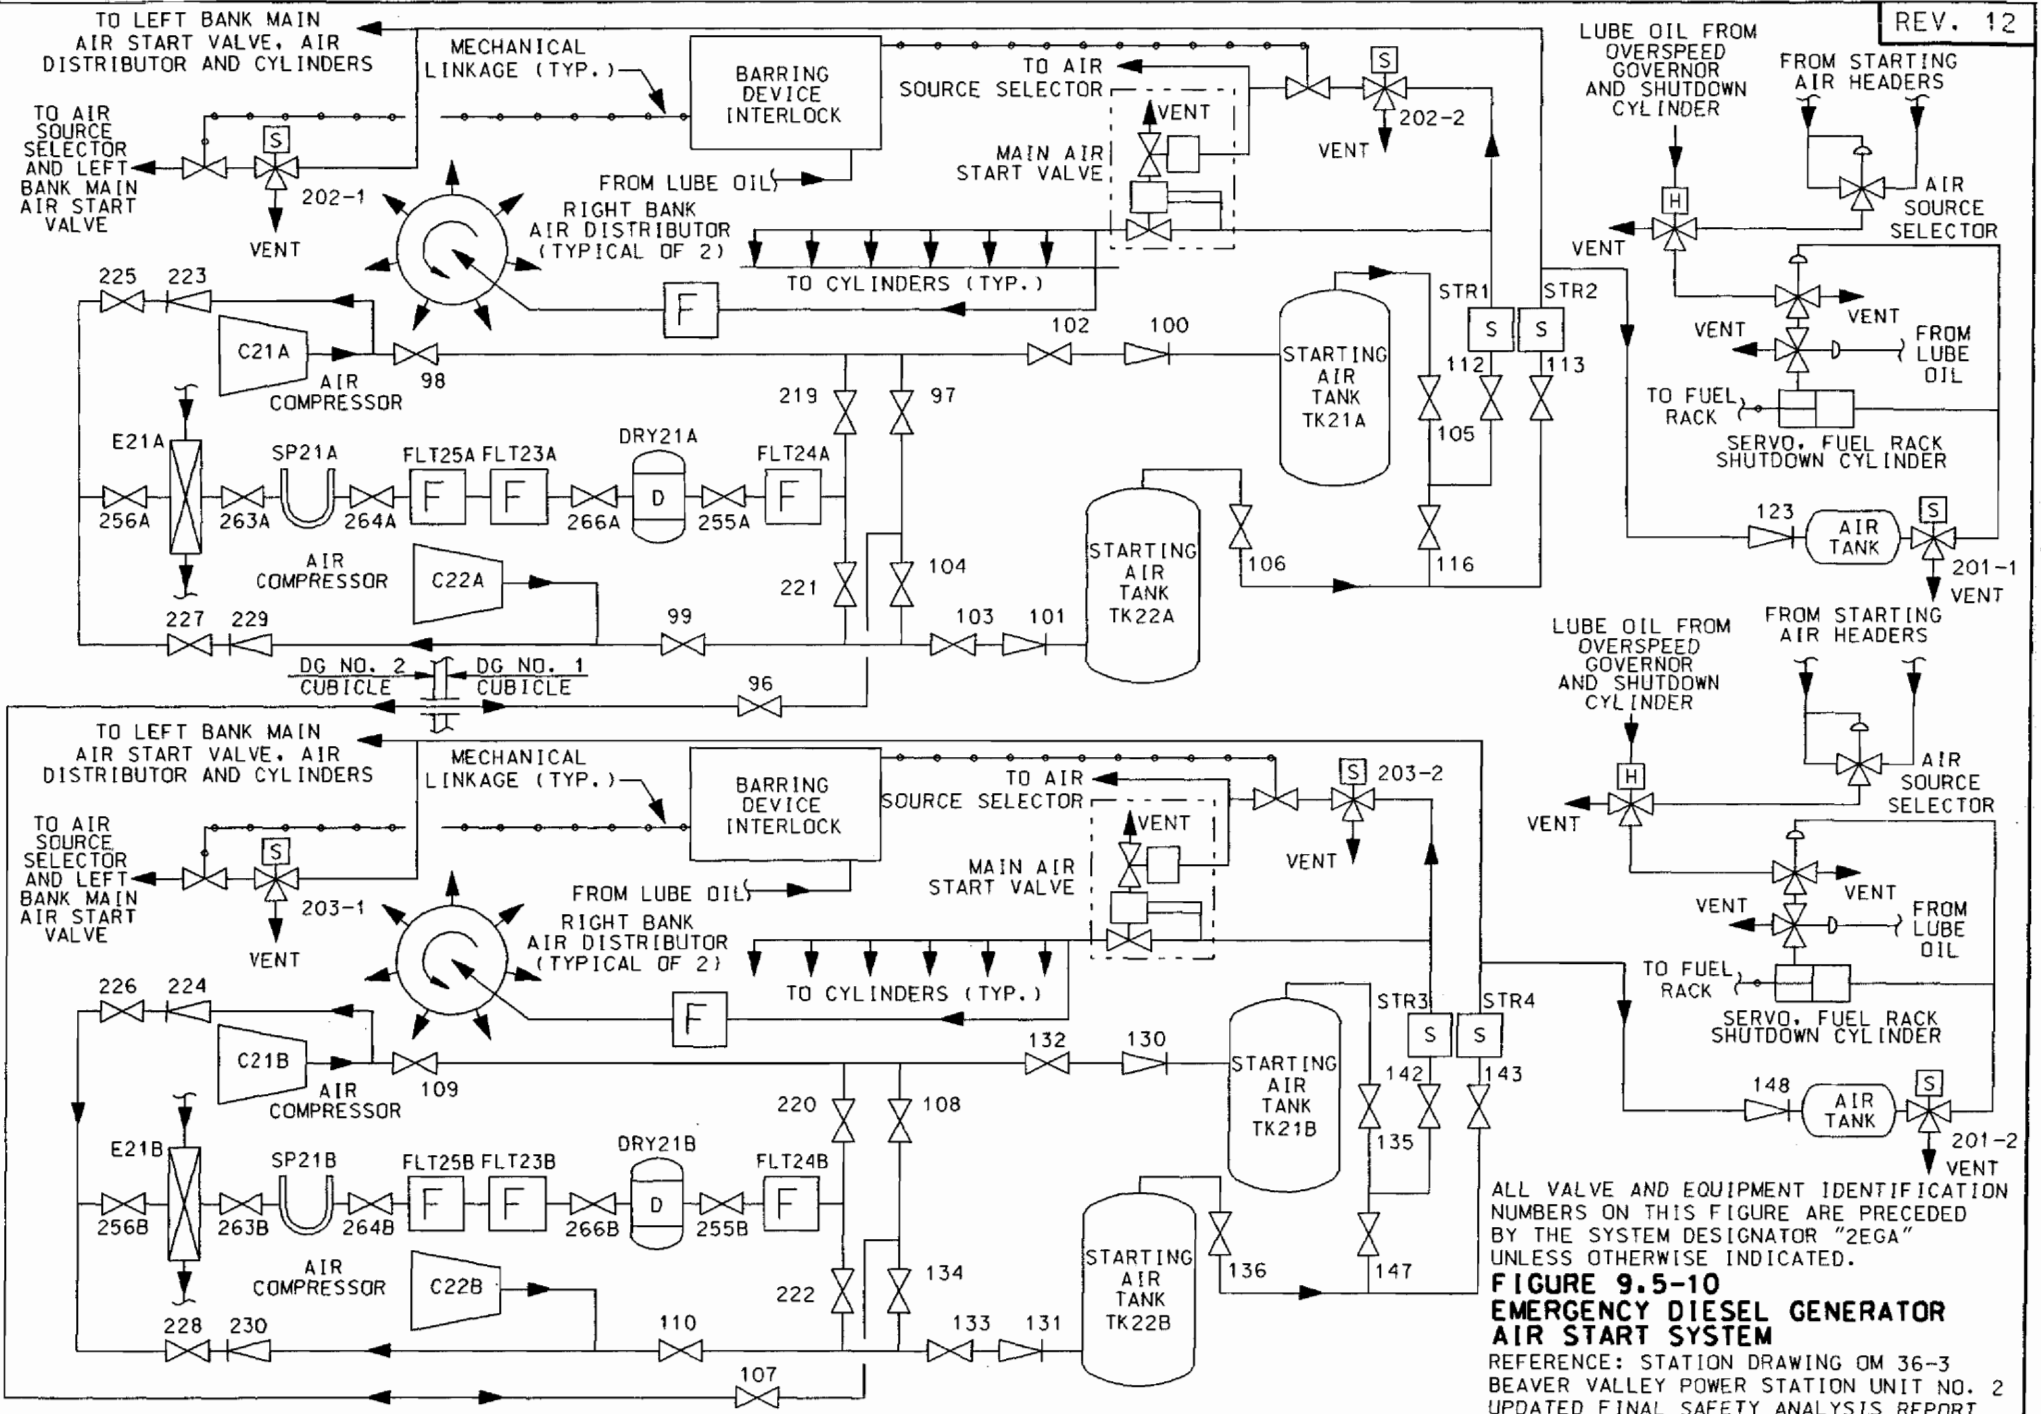 REV. 12
TO LEFT BANK MAIN
AIR START VALVE, AIR
DISTRIBUTOR AND CYLINDERS
MECHANICAL
LINKAGE (TYP.)
BARRING
DEVICE
INTERLOCK
TO AIR
SOURCE SELECTOR
S
202-2
VENT
VENT
MAIN AIR
START VALVE
LUBE OIL FROM
OVERSPEED
GOVERNOR
AND SHUTDOWN
CYLINDER
FROM STARTING
AIR HEADERS
TO AIR
SOURCE
SELECTOR
AND LEFT
BANK MAIN
AIR START
VALVE
S
202-1
VENT
FROM LUBE OIL
RIGHT BANK
AIR DISTRIBUTOR
(TYPICAL OF 2)
TO CYLINDERS (TYP.)
F
H
VENT
AIR
SOURCE
SELECTOR
VENT
VENT
FROM
LUBE
OIL
TO FUEL
RACK
SERVO, FUEL RACK
SHUTDOWN CYLINDER
225
223
C21A
AIR
COMPRESSOR
98
102
100
STARTING
AIR
TANK
TK21A
STR1
STR2
S
S
112
113
105
219
97
E21A
SP21A
FLT25A
FLT23A
DRY21A
FLT24A
F
F
D
F
256A
263A
264A
266A
255A
AIR
COMPRESSOR
C22A
221
104
STARTING
AIR
TANK
TK22A
106
116
123
AIR
TANK
S
201-1
VENT
227
229
99
103
101
DG NO. 2
CUBICLE
DG NO. 1
CUBICLE
96
TO LEFT BANK MAIN
AIR START VALVE, AIR
DISTRIBUTOR AND CYLINDERS
MECHANICAL
LINKAGE (TYP.)
BARRING
DEVICE
INTERLOCK
TO AIR
SOURCE SELECTOR
S
203-2
VENT
VENT
MAIN AIR
START VALVE
LUBE OIL FROM
OVERSPEED
GOVERNOR
AND SHUTDOWN
CYLINDER
FROM STARTING
AIR HEADERS
TO AIR
SOURCE
SELECTOR
AND LEFT
BANK MAIN
AIR START
VALVE
S
203-1
VENT
FROM LUBE OIL
RIGHT BANK
AIR DISTRIBUTOR
(TYPICAL OF 2)
TO CYLINDERS (TYP.)
F
H
VENT
AIR
SOURCE
SELECTOR
VENT
VENT
FROM
LUBE
OIL
TO FUEL
RACK
SERVO, FUEL RACK
SHUTDOWN CYLINDER
226
224
C21B
AIR
COMPRESSOR
109
132
130
STARTING
AIR
TANK
TK21B
STR3
STR4
S
S
142
143
135
220
108
E21B
SP21B
FLT25B
FLT23B
DRY21B
FLT24B
F
F
D
F
256B
263B
264B
266B
255B
AIR
COMPRESSOR
C22B
222
134
STARTING
AIR
TANK
TK22B
136
147
148
AIR
TANK
S
201-2
VENT
228
230
110
133
131
107
ALL VALVE AND EQUIPMENT IDENTIFICATION
NUMBERS ON THIS FIGURE ARE PRECEDED
BY THE SYSTEM DESIGNATOR "2EGA"
UNLESS OTHERWISE INDICATED.
FIGURE 9.5-10
EMERGENCY DIESEL GENERATOR
AIR START SYSTEM
REFERENCE: STATION DRAWING OM 36-3
BEAVER VALLEY POWER STATION UNIT NO. 2
UPDATED FINAL SAFETY ANALYSIS REPORT